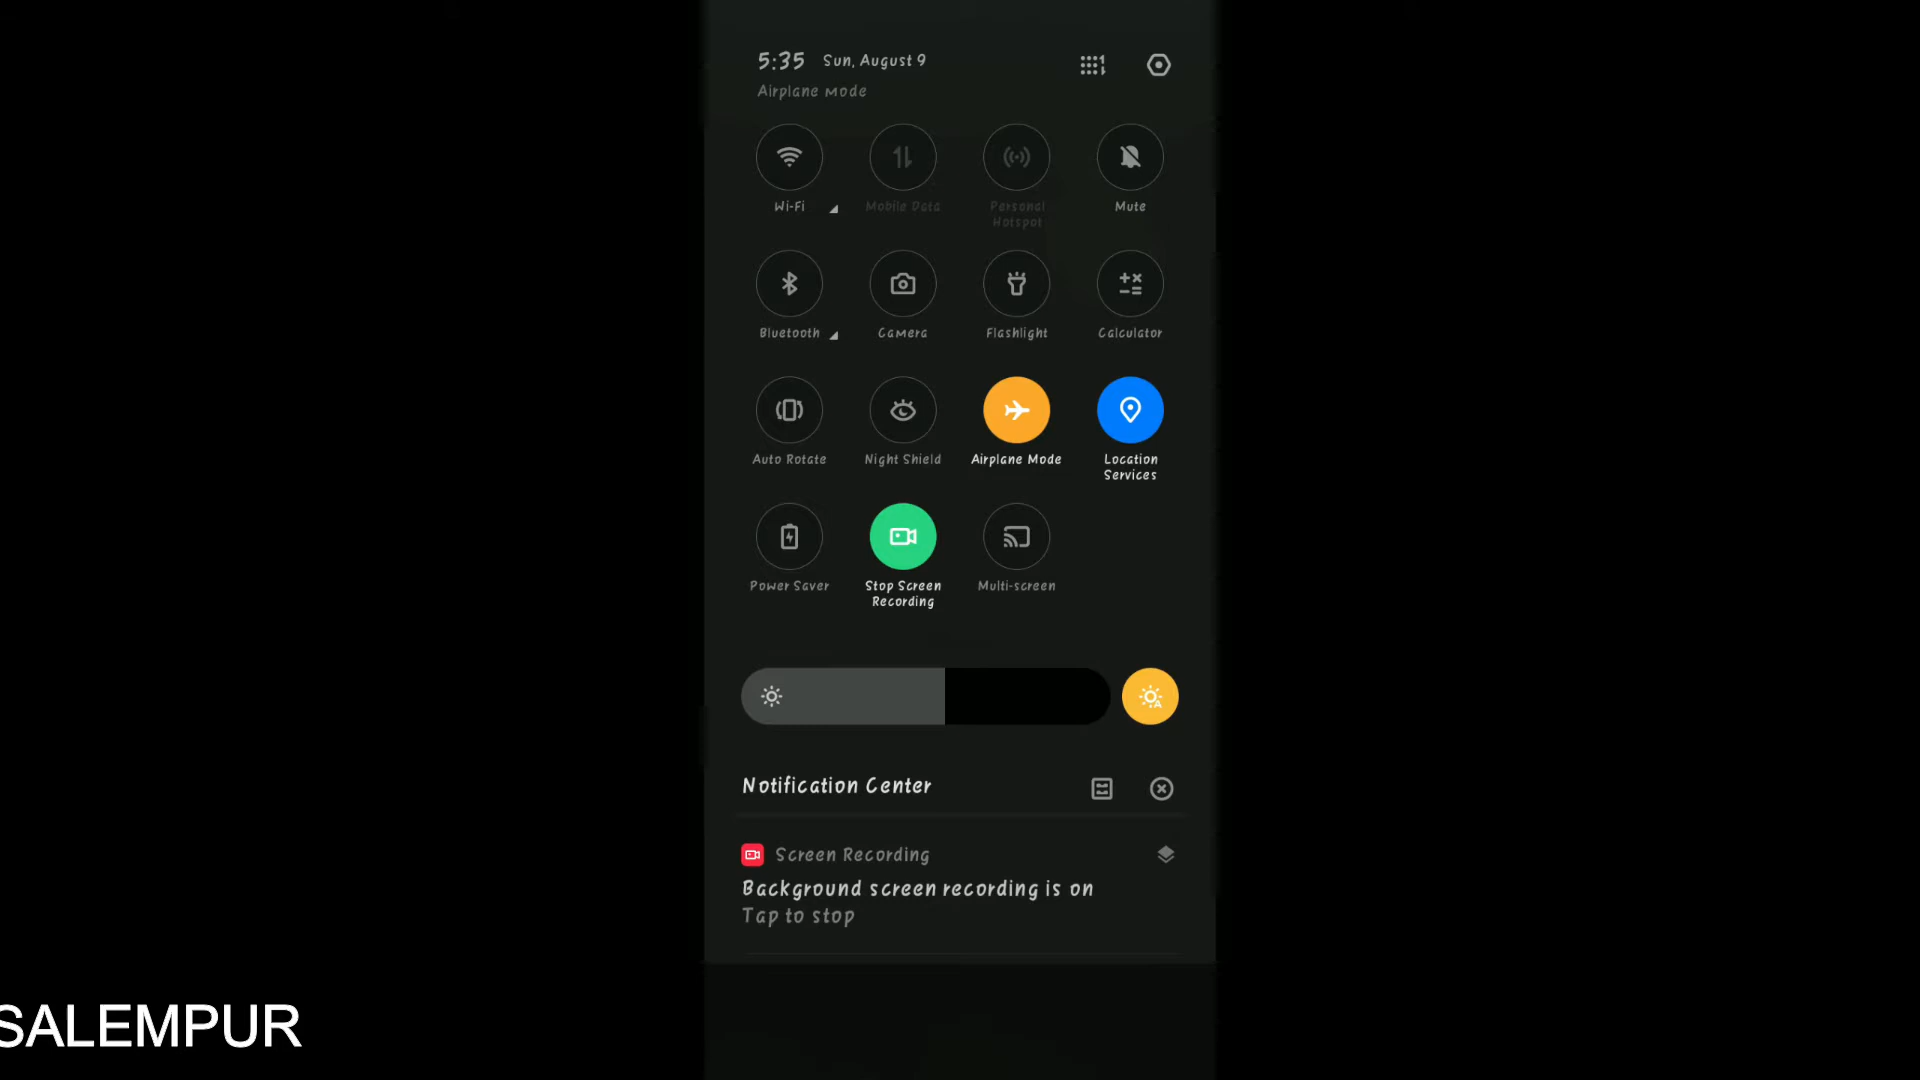 5:35 Sun, August 9
Airplane mode
Wi-Fi Mobile Data Personal Hotspot Mute
Bluetooth Camera Flashlight Calculator
Auto Rotate Night Shield Airplane Mode Location Services
Power Saver Stop Screen Recording Multi-screen
Notification Center
Screen Recording
Background screen recording is on
Tap to stop
SALEMPUR